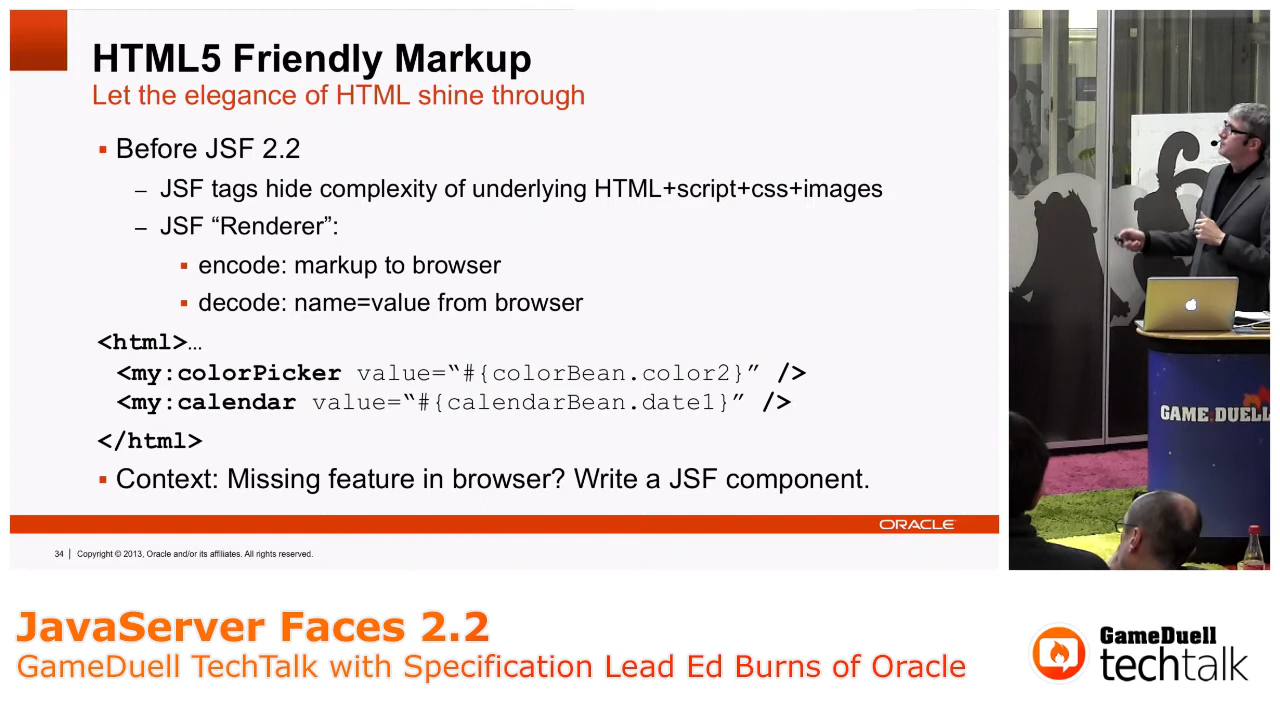 HTML5 Friendly Markup
Let the elegance of HTML shine through
▪ Before JSF 2.2
– JSF tags hide complexity of underlying HTML+script+css+images
– JSF “Renderer”:
▪ encode: markup to browser
▪ decode: name=value from browser
<html>…
<my:colorPicker value=“#{colorBean.color2}” />
<my:calendar value=“#{calendarBean.date1}” />
</html>
▪ Context: Missing feature in browser? Write a JSF component.
ORACLE
34 | Copyright © 2013, Oracle and/or its affiliates. All rights reserved.
GAME DUELL
JavaServer Faces 2.2
GameDuell TechTalk with Specification Lead Ed Burns of Oracle
GameDuell
techtalk